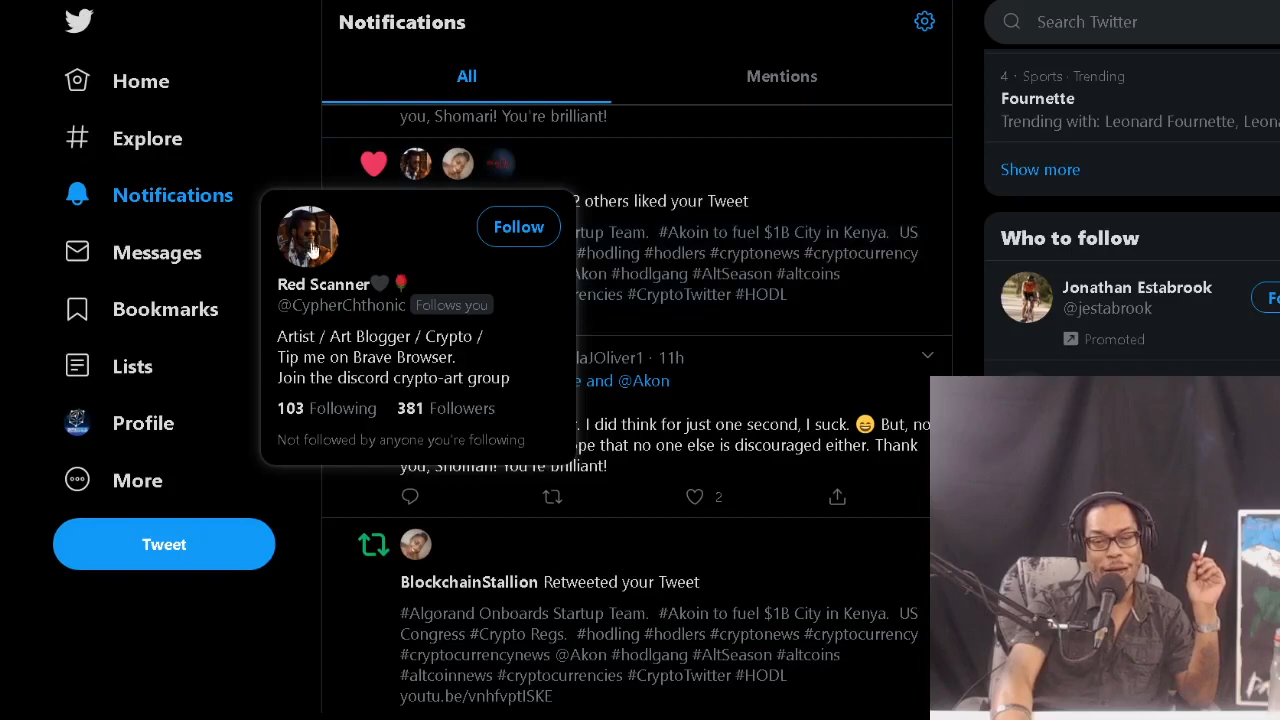 Home
Explore
Notifications
Messages
Bookmarks
Lists
Profile
More
Tweet
Notifications
All
Mentions
you, Shomari! You're brilliant!
2 others liked your Tweet
rtup Team. #Akoin to fuel $1B City in Kenya. US
#hodling #hodlers #cryptonews #cryptocurrency
kon #hodlgang #AltSeason #altcoins
rencies #CryptoTwitter #HODL
Follow
Red Scanner🖤🌹
@CypherChthonic Follows you
Artist / Art Blogger / Crypto /
Tip me on Brave Browser.
Join the discord crypto-art group
103 Following 381 Followers
Not followed by anyone you're following
laJOliver1 · 11h
e and @Akon
. I did think for just one second, I suck. 😄 But, no
pe that no one else is discouraged either. Thank
you, Shomari! You're brilliant!
2
BlockchainStallion Retweeted your Tweet
#Algorand Onboards Startup Team. #Akoin to fuel $1B City in Kenya. US
Congress #Crypto Regs. #hodling #hodlers #cryptonews #cryptocurrency
#cryptocurrencynews @Akon #hodlgang #AltSeason #altcoins
#altcoinnews #cryptocurrencies #CryptoTwitter #HODL
youtu.be/vnhfvptISKE
Search Twitter
4 · Sports · Trending
Fournette
Trending with: Leonard Fournette, Leona
Show more
Who to follow
Jonathan Estabrook
@jestabrook
Promoted
Fo